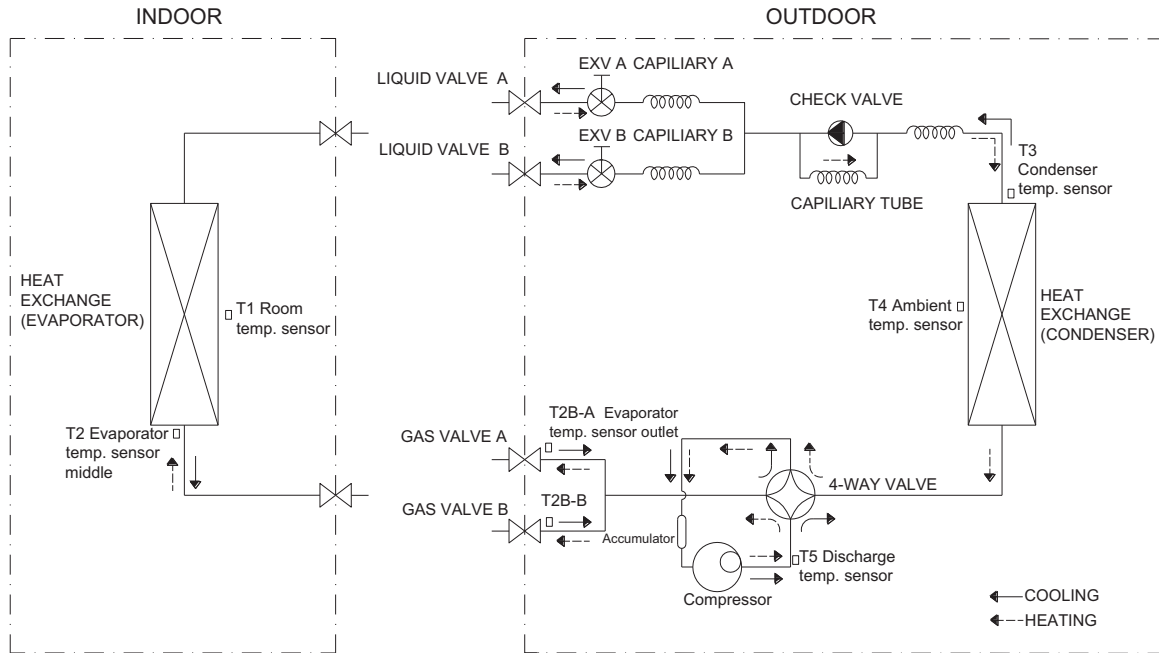 INDOOR
OUTDOOR
LIQUID VALVE A
EXV A CAPILIARY A
CHECK VALVE
LIQUID VALVE B
EXV B CAPILIARY B
T3
Condenser
temp. sensor
CAPILIARY TUBE
HEAT
EXCHANGE
(EVAPORATOR)
T1 Room
temp. sensor
T4 Ambient
temp. sensor
HEAT
EXCHANGE
(CONDENSER)
T2 Evaporator
temp. sensor
middle
GAS VALVE A
T2B-A Evaporator
temp. sensor outlet
4-WAY VALVE
GAS VALVE B
T2B-B
Accumulator
T5 Discharge
temp. sensor
Compressor
COOLING
HEATING